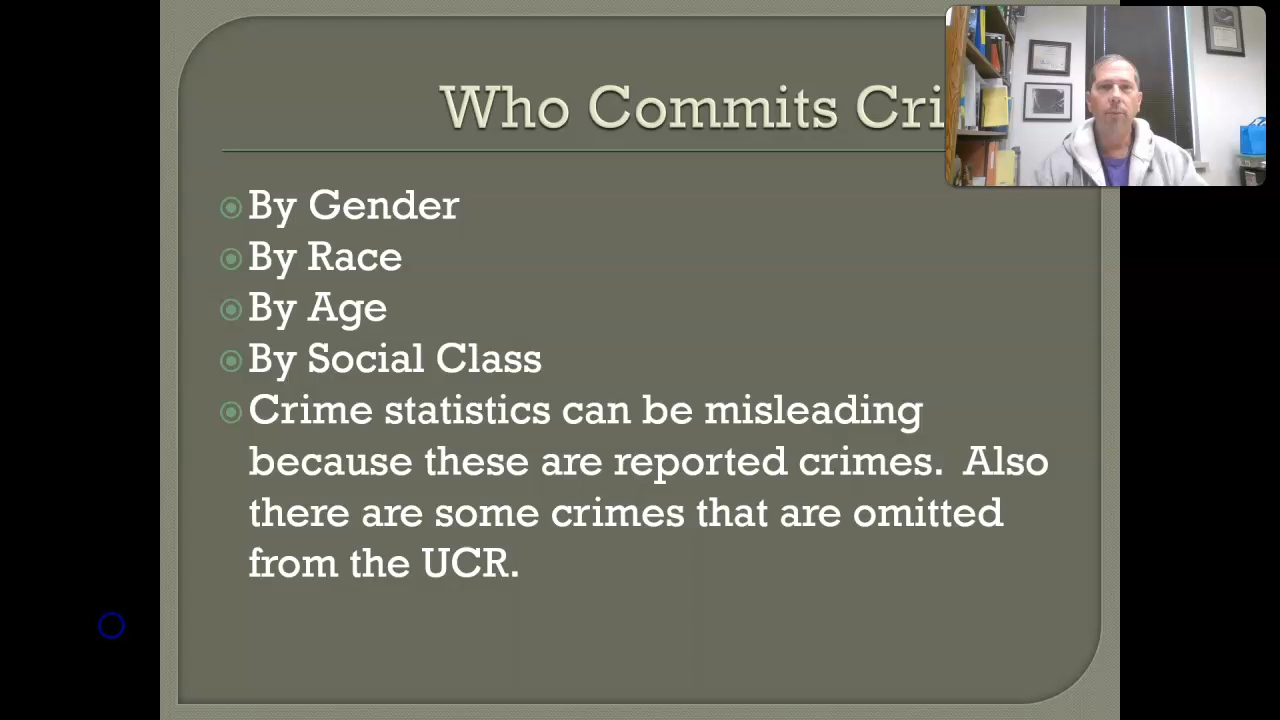 Who Commits Cri
By Gender
By Race
By Age
By Social Class
Crime statistics can be misleading
because these are reported crimes.  Also
there are some crimes that are omitted
from the UCR.